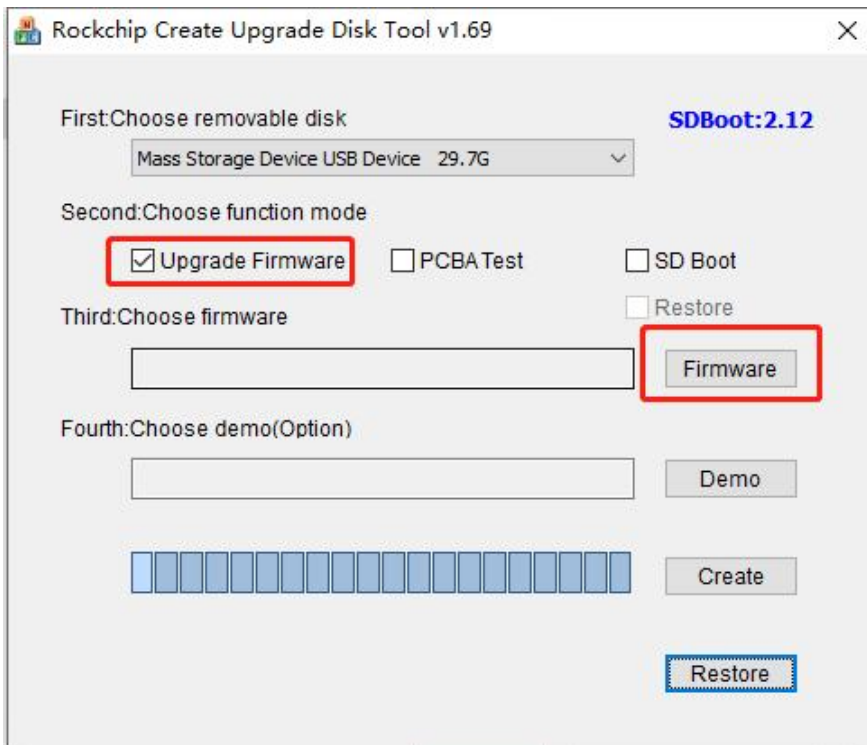 Rockchip Create Upgrade Disk Tool v1.69
First:Choose removable disk
SDBoot:2.12
Mass Storage Device USB Device 29.7G
Second:Choose function mode
Upgrade Firmware
PCBA Test
SD Boot
Third:Choose firmware
Restore
Firmware
Fourth:Choose demo(Option)
Demo
Create
Restore